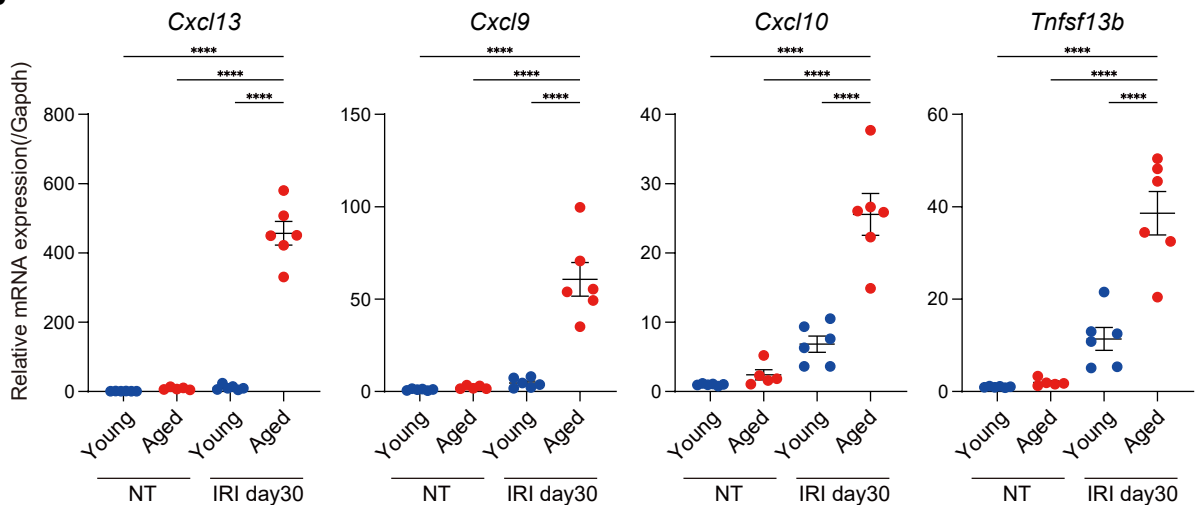 Cxcl13 Cxcl9 Cxcl10 Tnfsf13b
**** **** **** ****
**** **** **** ****
**** **** **** ****
Relative mRNA expression(/Gapdh)
800 150 40 60
600 100 30 40
400 50 20 20
200 0 10 0
0 0
Young Aged Young Aged Young Aged Young Aged Young Aged Young Aged Young Aged Young Aged
NT IRI day30 NT IRI day30 NT IRI day30 NT IRI day30